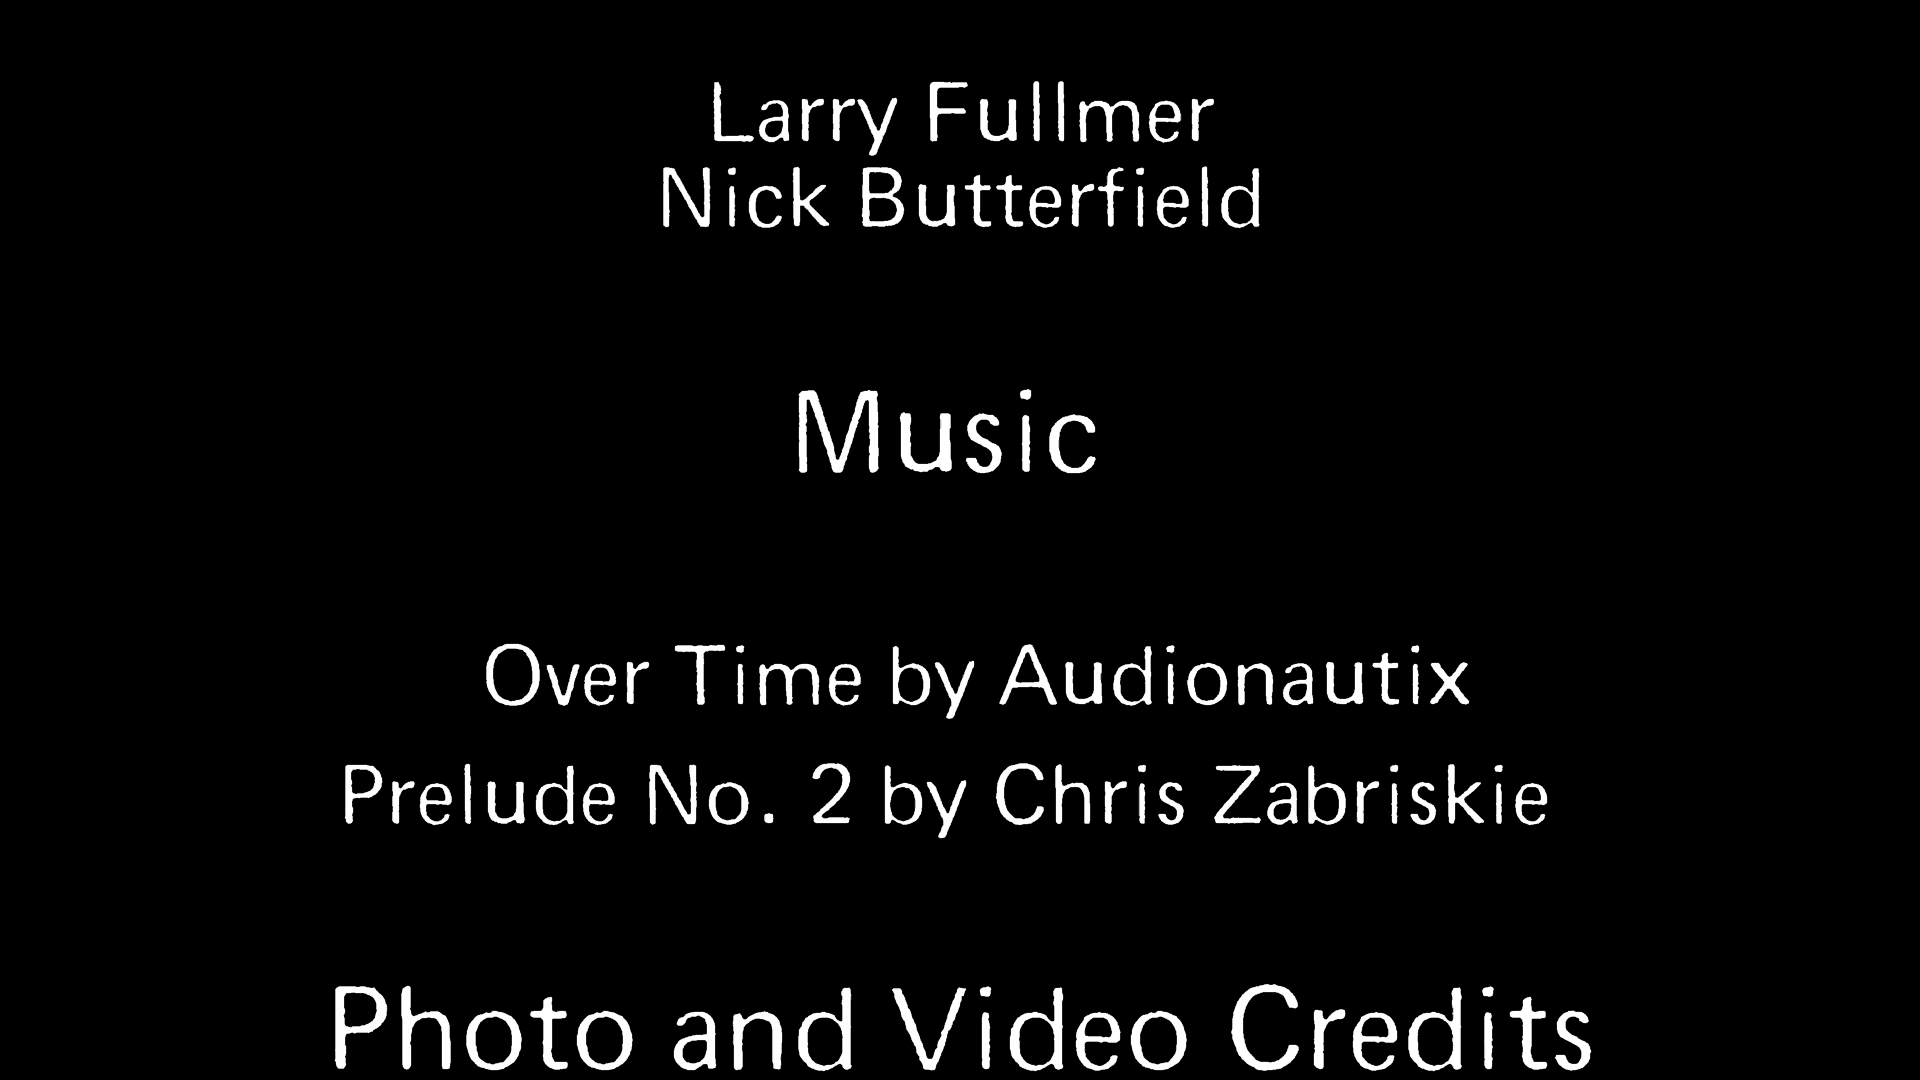 Larry Fullmer
Nick Butterfield
Music
Over Time by Audionautix
Prelude No. 2 by Chris Zabriskie
Photo and Video Credits